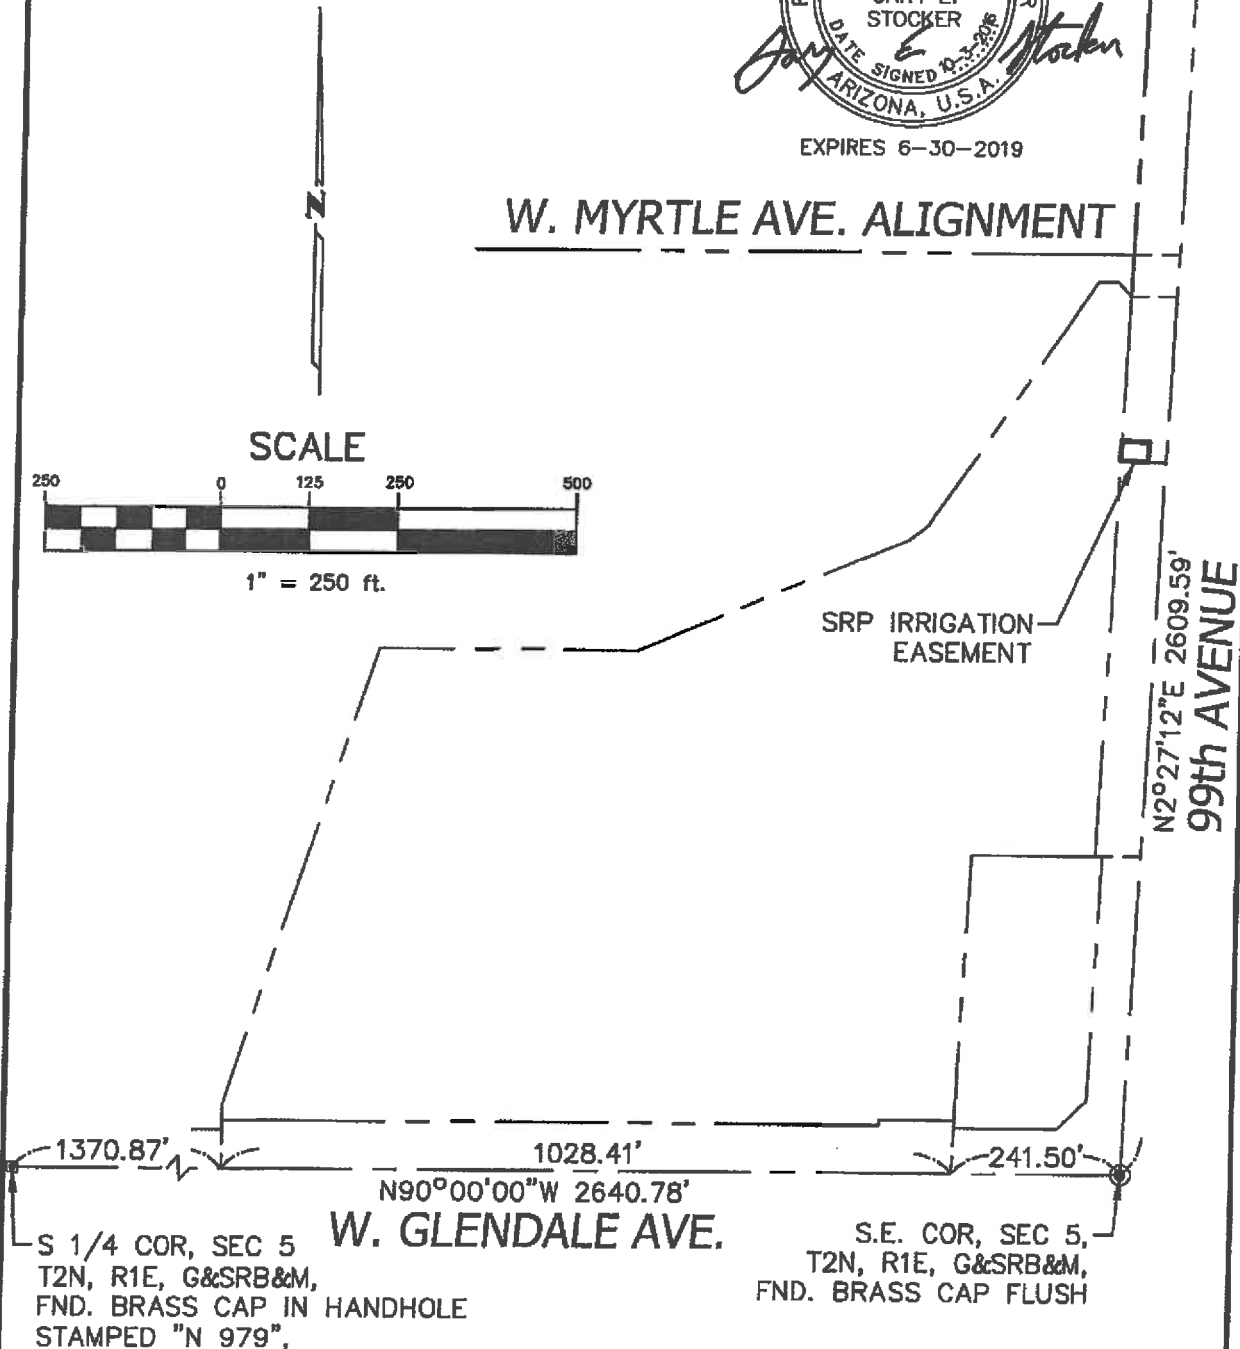 STOCKER
DATE SIGNED 10-3-2016
ARIZONA, U.S.A.
EXPIRES 6-30-2019
W. MYRTLE AVE. ALIGNMENT
N
SCALE
250 0 125 250 500
1" = 250 ft.
SRP IRRIGATION
EASEMENT
N2°27'12"E 2609.59'
99th AVENUE
1370.87' 1028.41' 241.50'
N90°00'00"W 2640.78'
W. GLENDALE AVE.
S 1/4 COR, SEC 5
T2N, R1E, G&SRB&M,
FND. BRASS CAP IN HANDHOLE
STAMPED "N 979",
S.E. COR, SEC 5,
T2N, R1E, G&SRB&M,
FND. BRASS CAP FLUSH